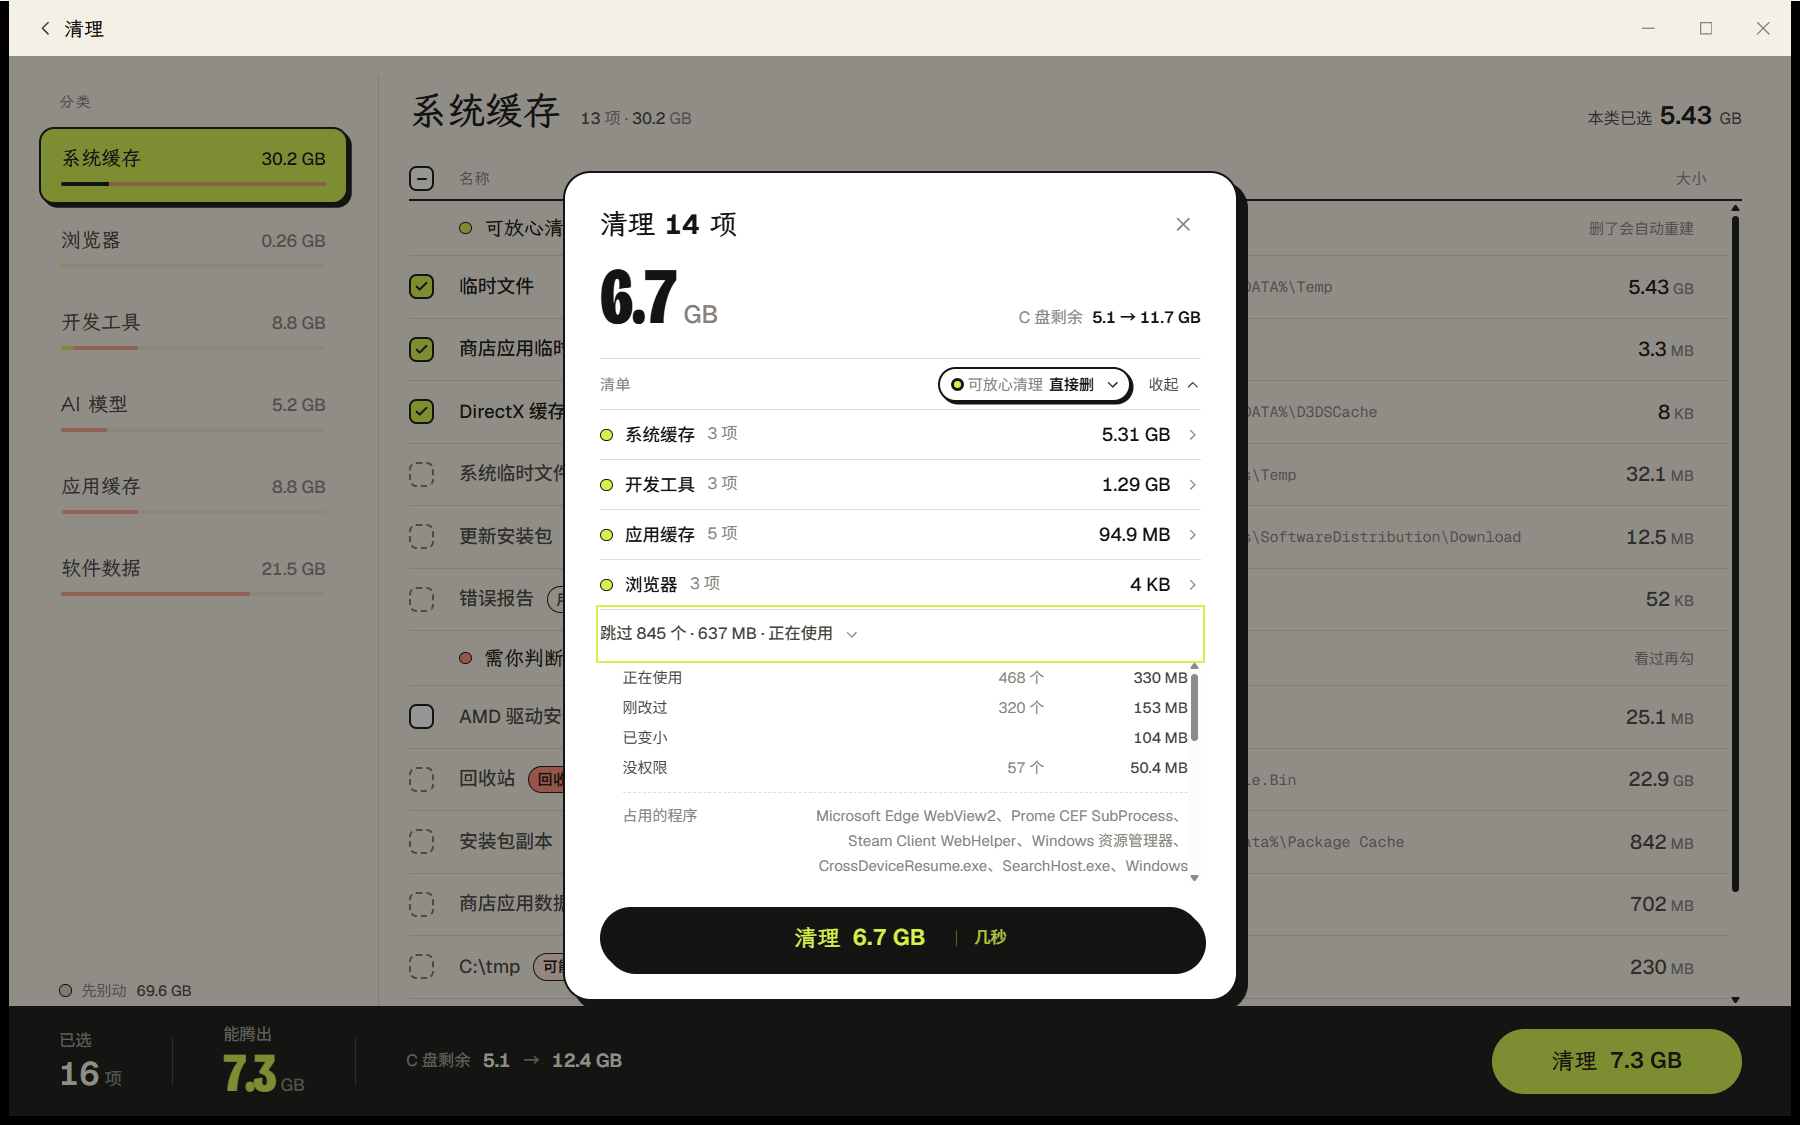 清理
分类
系统缓存 30.2 GB
浏览器 0.26 GB
开发工具 8.8 GB
AI 模型 5.2 GB
应用缓存 8.8 GB
软件数据 21.5 GB
先别动 69.6 GB
系统缓存 13 项 · 30.2 GB
本类已选 5.43 GB
名称 大小
可放心清 删了会自动重建
临时文件 DATA%\Temp 5.43 GB
商店应用临时 3.3 MB
DirectX 缓存 DATA%\D3DSCache 8 KB
系统临时文件 \Temp 32.1 MB
更新安装包 \SoftwareDistribution\Download 12.5 MB
错误报告 52 KB
需你判断 看过再勾
AMD 驱动安 25.1 MB
回收站 回收 e.Bin 22.9 GB
安装包副本 ata%\Package Cache 842 MB
商店应用数据 702 MB
C:\tmp 可能 230 MB
清理 14 项
6.7 GB
C 盘剩余 5.1 → 11.7 GB
清单 可放心清理 直接删 收起
系统缓存 3 项 5.31 GB
开发工具 3 项 1.29 GB
应用缓存 5 项 94.9 MB
浏览器 3 项 4 KB
跳过 845 个 · 637 MB · 正在使用
正在使用 468 个 330 MB
刚改过 320 个 153 MB
已变小 104 MB
没权限 57 个 50.4 MB
占用的程序 Microsoft Edge WebView2、Prome CEF SubProcess、
Steam Client WebHelper、Windows 资源管理器、
CrossDeviceResume.exe、SearchHost.exe、Windows
清理 6.7 GB 几秒
已选
16 项
能腾出
7.3 GB
C 盘剩余 5.1 → 12.4 GB
清理 7.3 GB